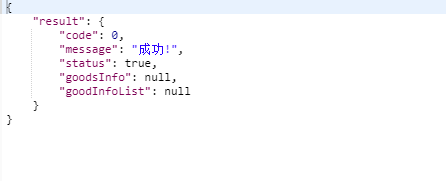 {
    "result": {
        "code": 0,
        "message": "成功!",
        "status": true,
        "goodsInfo": null,
        "goodInfoList": null
    }
}